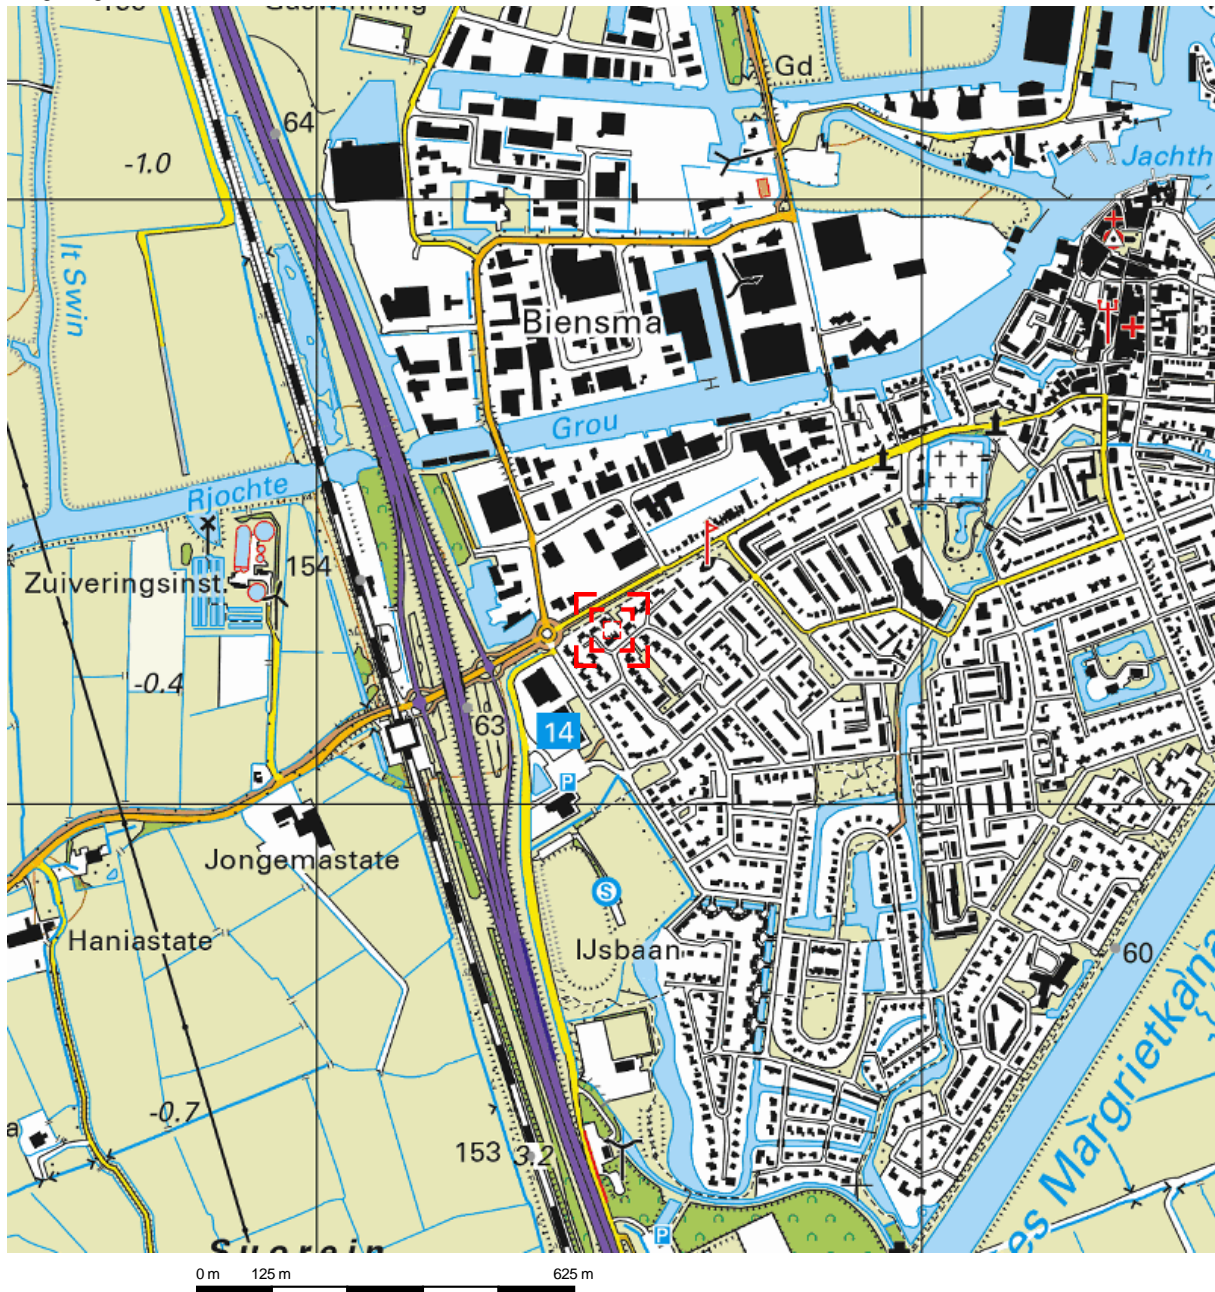 Gd
64
-1.0
Jachth
It Swin
Biensma
Grou
Rjochte
154
Zuiveringsinst.
-0.4
63
14
P
Jongemastate
S
Haniastate
IJsbaan
60
es Margrietkana
-0.7
a
153
3.2
P
0 m
125 m
625 m